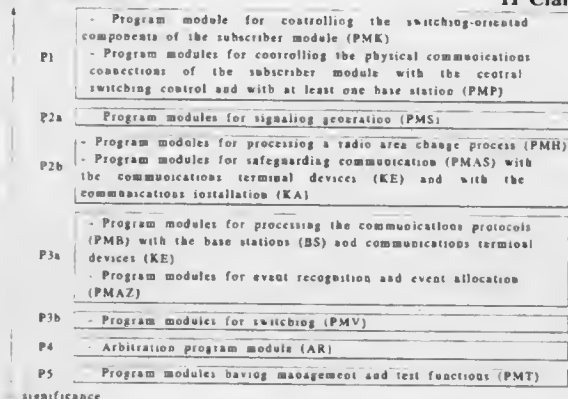 11 Clai
- Program module for controlling the switching-oriented
components of the subscriber module (PMK)
P1
- Program modules for controlling the physical communications
connections of the subscriber module with the central
switching control and with at least one base station (PMP)
P2a
Program modules for signaling generation (PMS)
- Program modules for processing a radio area change process (PMH)
P2b
- Program modules for safeguarding communication (PMAS) with
the communications terminal devices (KE) and with the
communications installation (KA)
- Program modules for processing the communications protocols
(PMB) with the base stations (BS) and communications terminal
P3a
devices (KE)
- Program modules for event recognition and event allocation
(PMAZ)
P3b
- Program modules for switching (PMV)
P4
- Arbitration program module (AR)
P5
Program modules having management and test functions (PMT)
significance